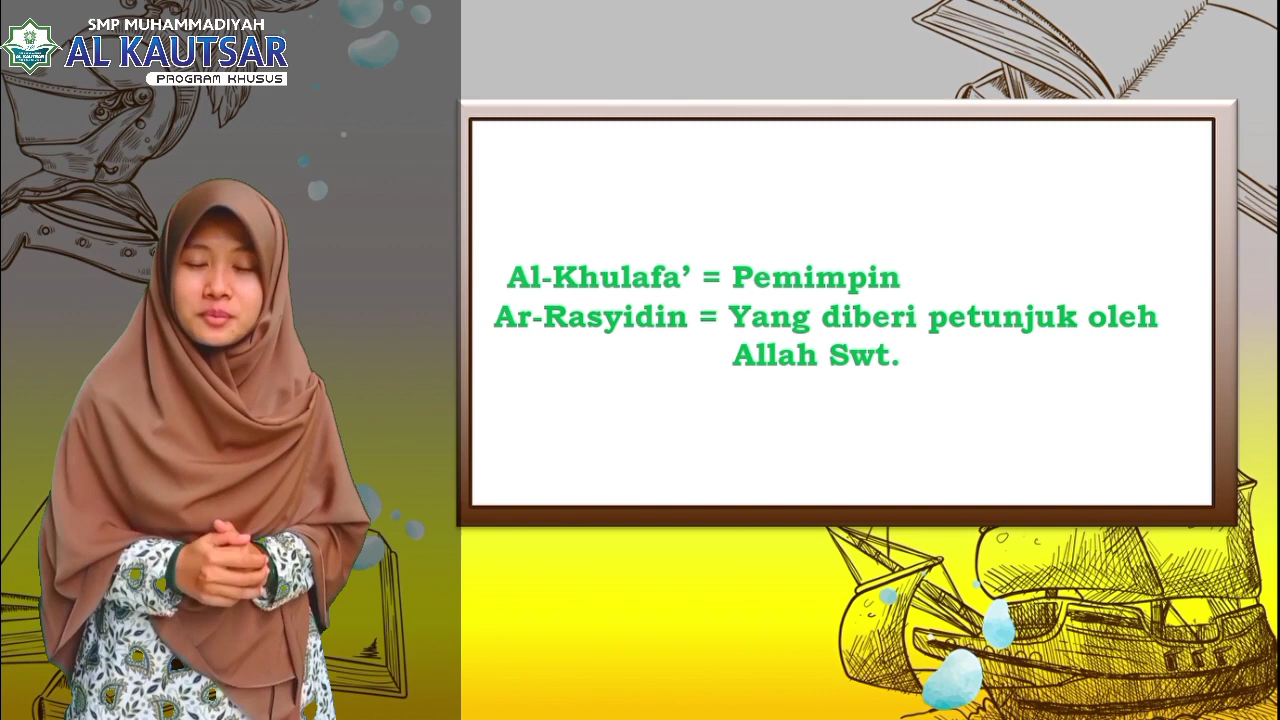 SMP MUHAMMADIYAH
AL KAUTSAR
PROGRAM KHUSUS
Al-Khulafa’ = Pemimpin
Ar-Rasyidin = Yang diberi petunjuk oleh
Allah Swt.